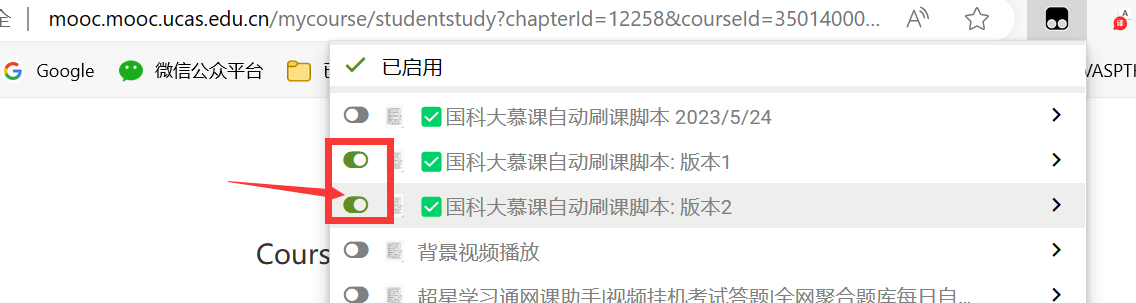 全 mooc.mooc.ucas.edu.cn/mycourse/studentstudy?chapterId=12258&courseId=35014000... A 译 A
G Google 微信公众平台 VASPTH
已启用
国科大慕课自动刷课脚本 2023/5/24
国科大慕课自动刷课脚本: 版本1
国科大慕课自动刷课脚本: 版本2
Cours
背景视频播放
超星学习通网课助手|视频挂机考试答题|全网聚合题库每日自...